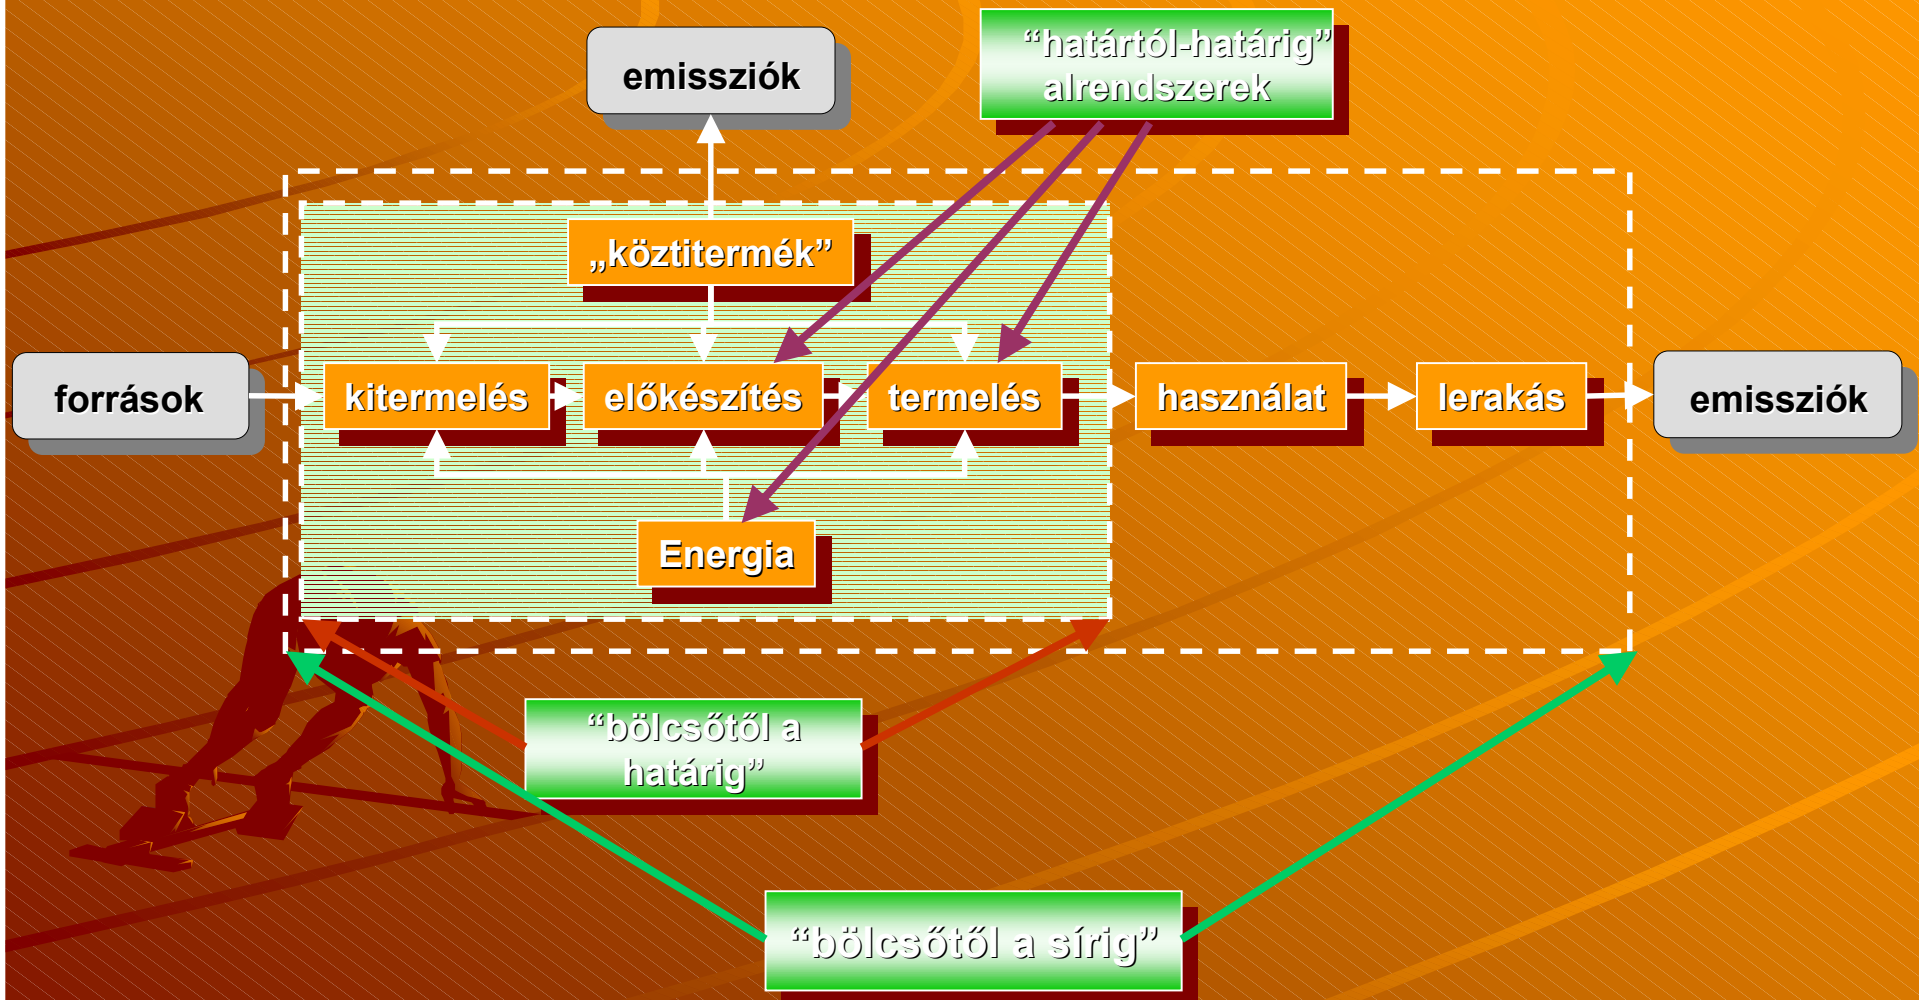 emissziók
“határtól-határig”
alrendszerek
„köztitermék”
források
kitermelés
előkészítés
termelés
használat
lerakás
emissziók
Energia
“bölcsőtől a
határig”
“bölcsőtől a sírig”